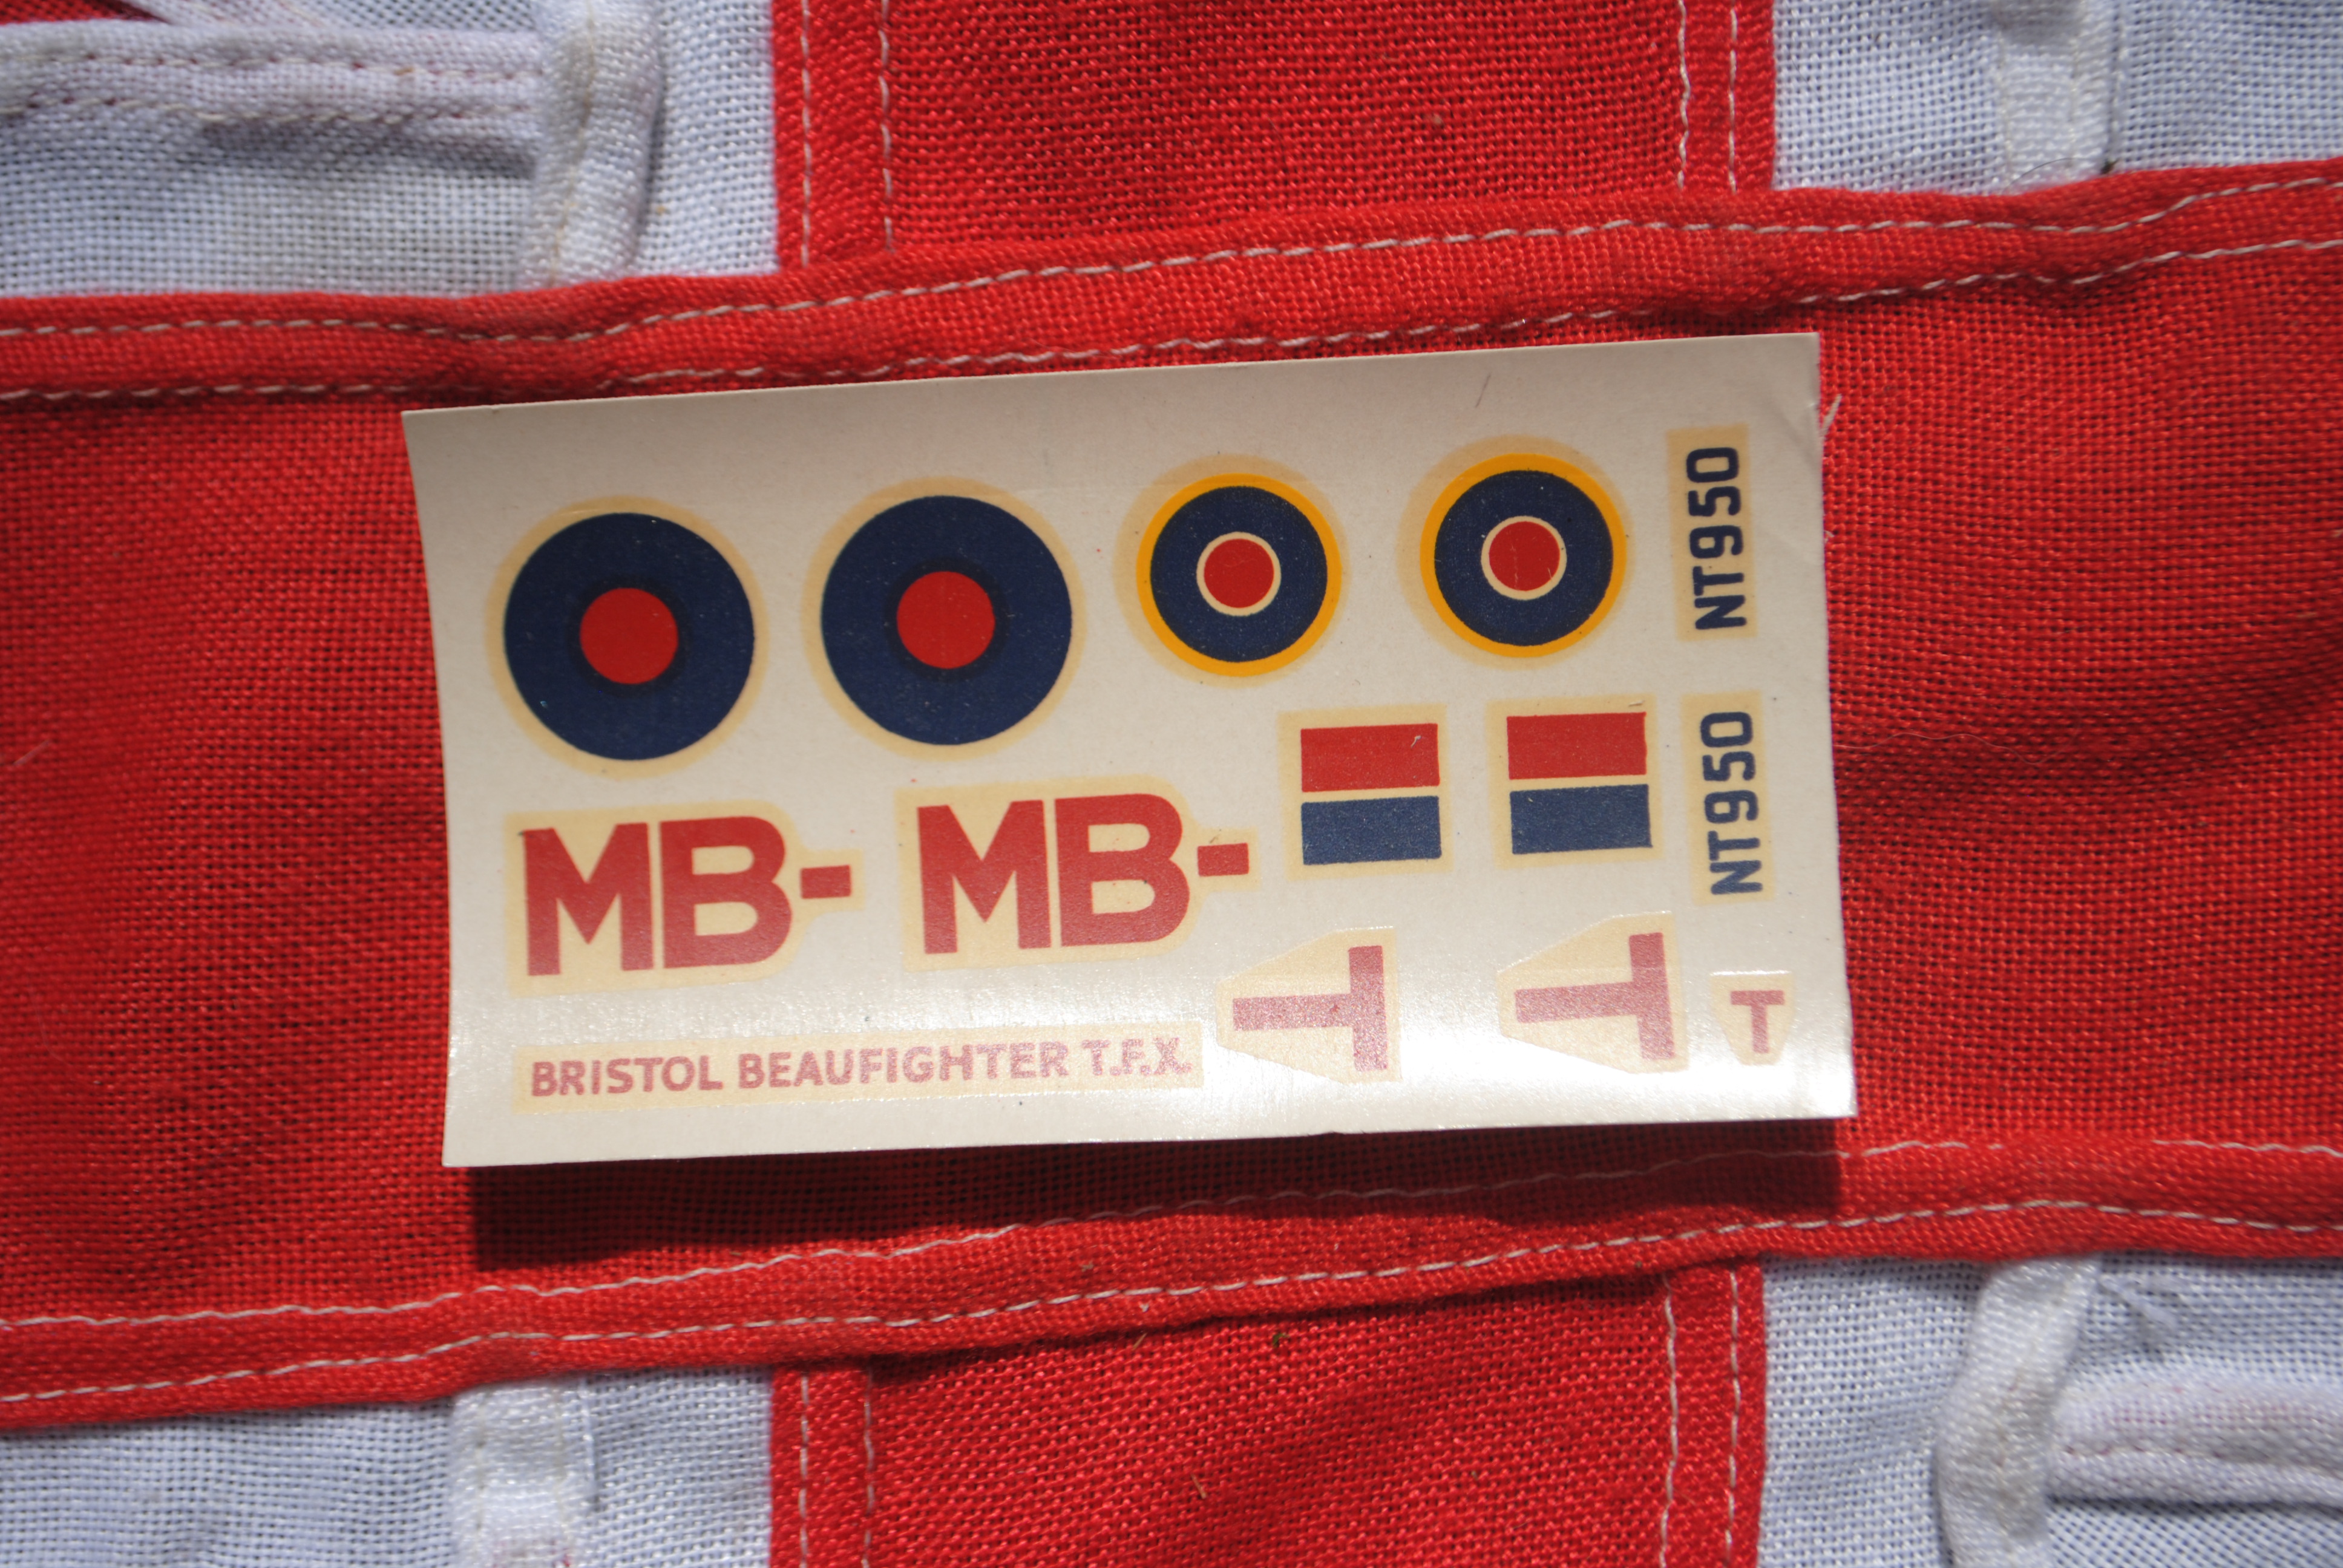 NT950
NT950
MB-
MB-
T
T
T
BRISTOL BEAUFIGHTER T.F.X.